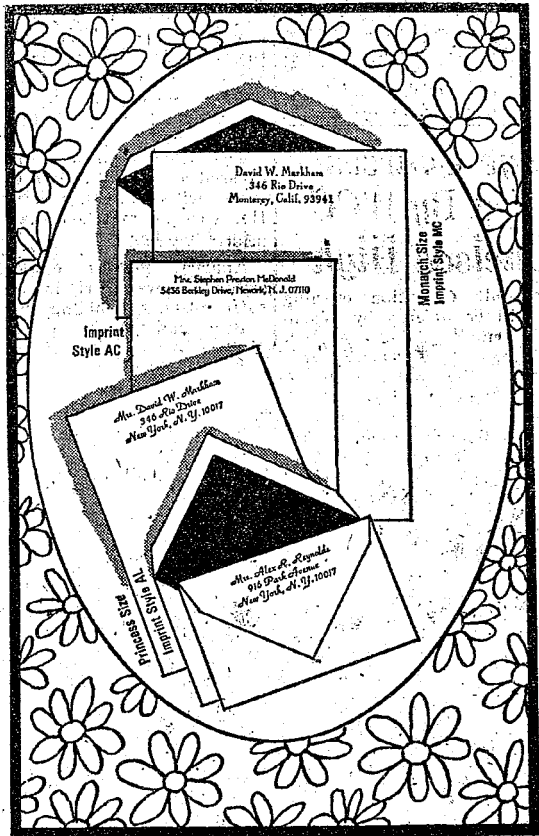 David W. Markham
346 Rio Drive
Monterey, Calif. 93941
Monarch Size
Imprint Style MC
Mrs. Stephen Preston McDonald
5436 Berkley Drive, Newark, N. J. 07110
Imprint
Style AC
Mrs. David W. Markham
346 Rio Drive
New York, N. Y. 10017
Princess Size
Imprint Style AL
Mrs. Alex R. Reynolds
916 Park Avenue
New York, N. Y. 10017